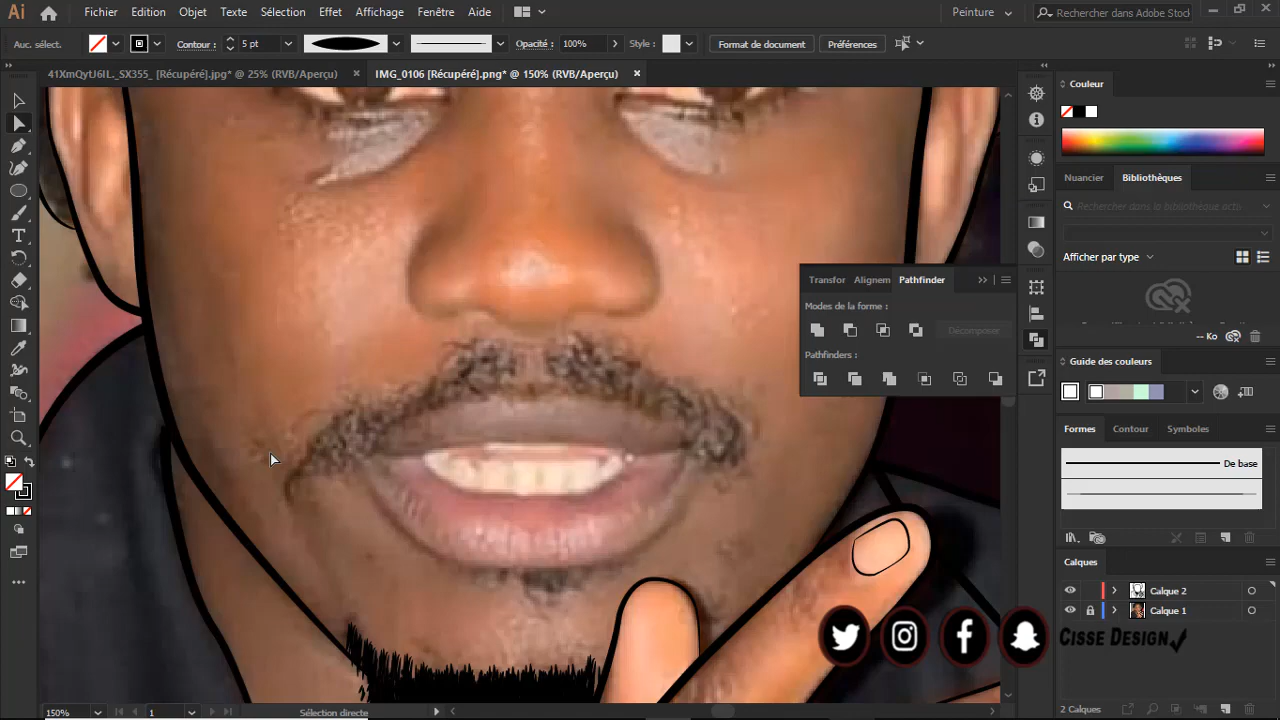 Ai Fichier Edition Objet Texte Sélection Effet Affichage Fenêtre Aide Peinture Rechercher dans Adobe Stock
Auc. sélect. Contour : 5 pt Opacité : 100% Style : Format de document Préférences
41XmQytU6IL._SX355_ [Récupéré].jpg* @ 25% (RVB/Aperçu) × IMG_0106 [Récupéré].png* @ 150% (RVB/Aperçu) ×
Couleur
Nuancier Bibliothèques
Rechercher dans la bibliothèque actu
Afficher par type
-- Ko
Transfor Alignem Pathfinder
Modes de la forme :
Décomposer
Pathfinders :
Guide des couleurs
Formes Contour Symboles
De base
Calques
Calque 2
Calque 1
CISSE DESIGN
2 Calques
150% 1 Sélection directe